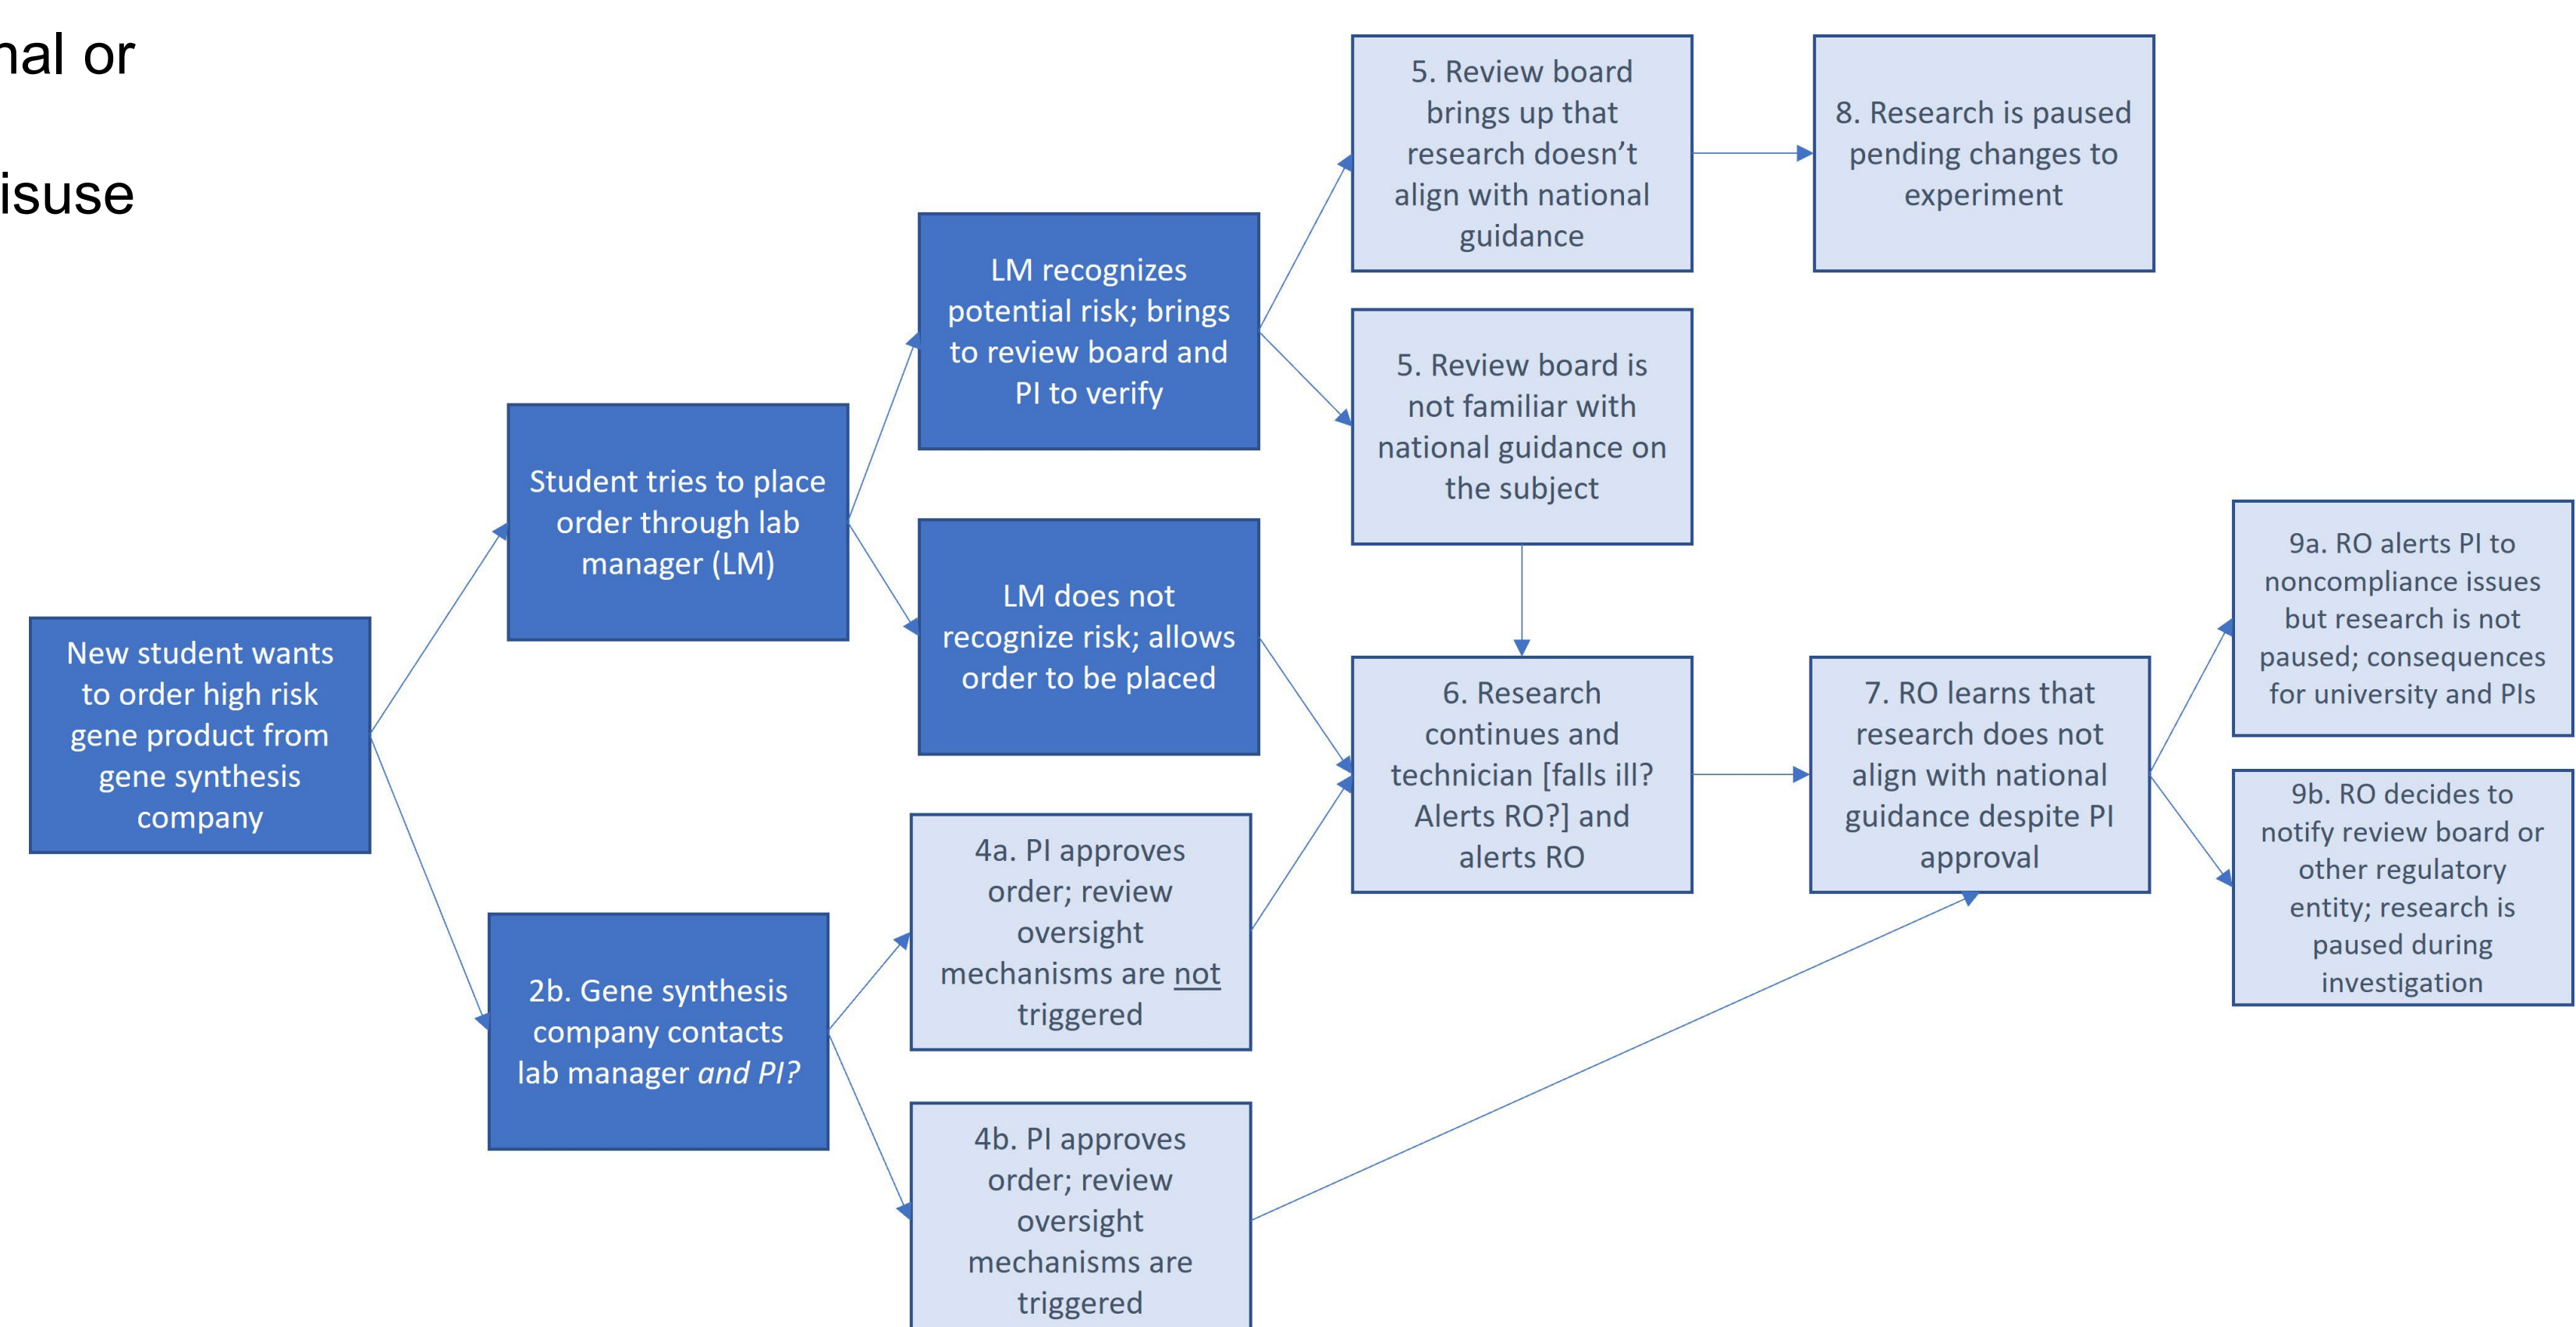 nal or
isuse
New student wants
to order high risk
gene product from
gene synthesis
company
Student tries to place
order through lab
manager (LM)
2b. Gene synthesis
company contacts
lab manager and PI?
LM recognizes
potential risk; brings
to review board and
PI to verify
LM does not
recognize risk; allows
order to be placed
4a. PI approves
order; review
oversight
mechanisms are not
triggered
4b. PI approves
order; review
oversight
mechanisms are
triggered
5. Review board
brings up that
research doesn’t
align with national
guidance
5. Review board is
not familiar with
national guidance on
the subject
6. Research
continues and
technician [falls ill?
Alerts RO?] and
alerts RO
8. Research is paused
pending changes to
experiment
7. RO learns that
research does not
align with national
guidance despite PI
approval
9a. RO alerts PI to
noncompliance issues
but research is not
paused; consequences
for university and PIs
9b. RO decides to
notify review board or
other regulatory
entity; research is
paused during
investigation